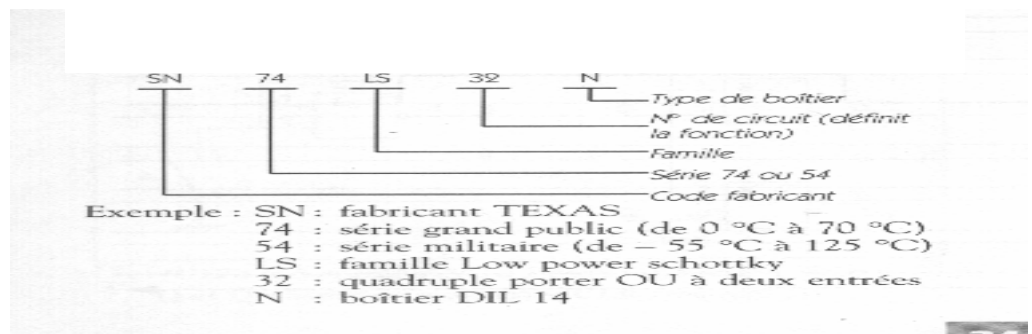 SN 74 LS 32 N
Type de boîtier
N° de circuit (définit
la fonction)
Famille
Série 74 ou 54
Code fabricant
Exemple : SN : fabricant TEXAS
74 : série grand public (de 0 °C à 70 °C)
54 : série militaire (de – 55 °C à 125 °C)
LS : famille Low power schottky
32 : quadruple porter OU à deux entrées
N : boîtier DIL 14